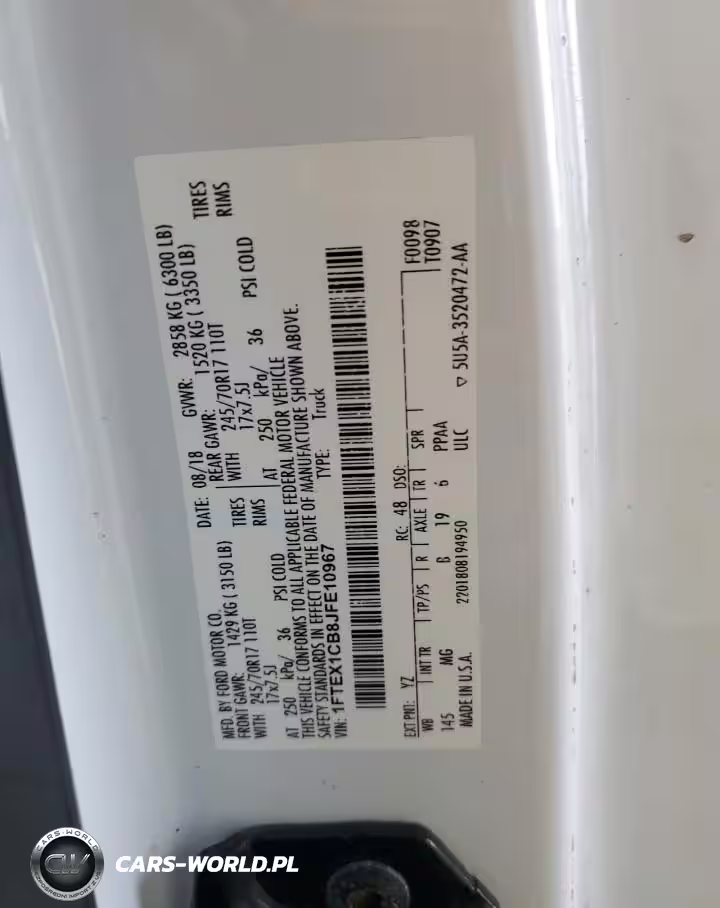 MFD. BY FORD MOTOR CO.
DATE: 08/18 GVWR: 2858 KG ( 6300 LB)
FRONT GAWR: 1429 KG ( 3150 LB)
REAR GAWR: 1520 KG ( 3350 LB)
WITH 245/70R17 110T TIRES
WITH 245/70R17 110T TIRES
17x7.5J RIMS
17x7.5J RIMS
AT 250 kPa/ 36 PSI COLD
AT 250 kPa/ 36 PSI COLD
THIS VEHICLE CONFORMS TO ALL APPLICABLE FEDERAL MOTOR VEHICLE
SAFETY STANDARDS IN EFFECT ON THE DATE OF MANUFACTURE SHOWN ABOVE.
VIN: 1FTEX1CB8JFE10967 TYPE: Truck
F0098
T0907
EXT PNT: YZ RC: 48 DSO:
WB INT TR TP/PS R AXLE TR SPR
145 MG B 19 6 PPAA
ULC
MADE IN U.S.A. 2201808194950 ▽ 5U5A-3520472-AA
CARS-WORLD
CW
CARS-WORLD.PL